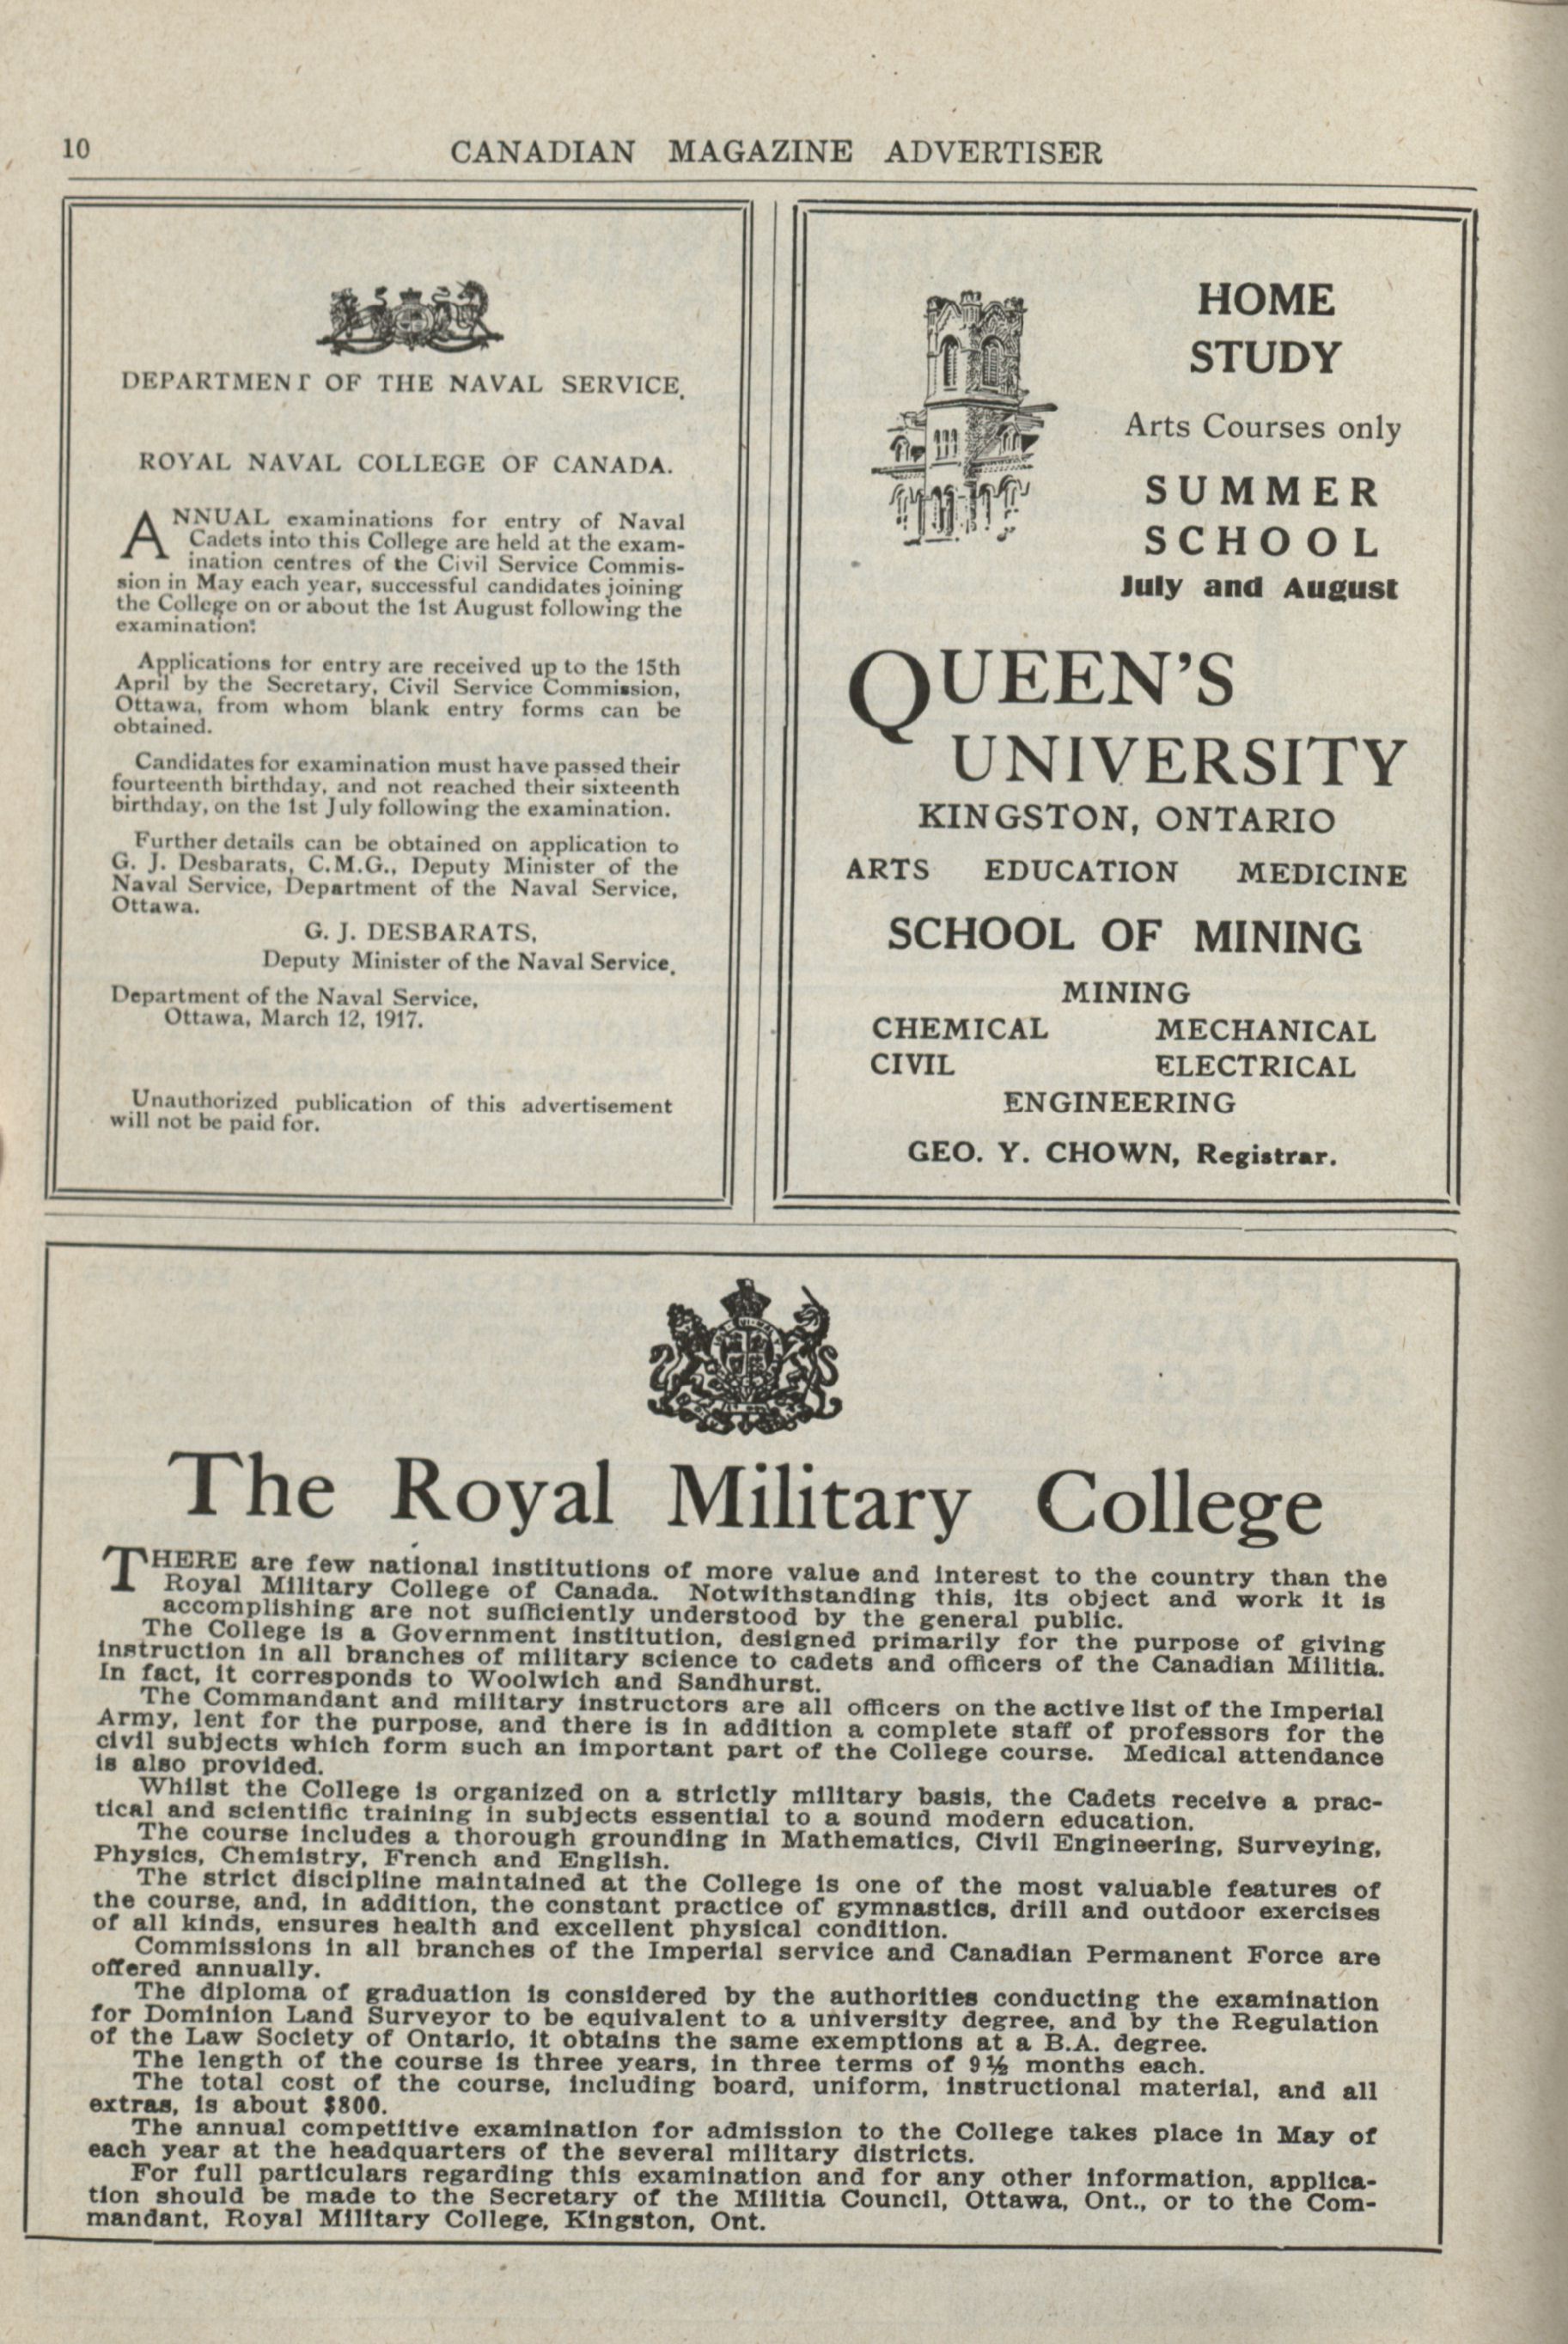 10
CANADIAN MAGAZINE ADVERTISER
DEPARTMENT OF THE NAVAL SERVICE.
ROYAL NAVAL COLLEGE OF CANADA.
ANNUAL examinations for entry of Naval
Cadets into this College are held at the exam-
ination centres of the Civil Service Commis-
sion in May each year, successful candidates joining
the College on or about the 1st August following the
examination:
Applications for entry are received up to the 15th
April by the Secretary, Civil Service Commission,
Ottawa, from whom blank entry forms can be
obtained.
Candidates for examination must have passed their
fourteenth birthday, and not reached their sixteenth
birthday, on the 1st July following the examination.
Further details can be obtained on application to
G. J. Desbarats, C.M.G., Deputy Minister of the
Naval Service, Department of the Naval Service,
Ottawa.
G. J. DESBARATS,
Deputy Minister of the Naval Service.
Department of the Naval Service,
Ottawa, March 12, 1917.
Unauthorized publication of this advertisement
will not be paid for.
HOME
STUDY
Arts Courses only
SUMMER
SCHOOL
July and August
QUEEN'S
UNIVERSITY
KINGSTON, ONTARIO
ARTS EDUCATION MEDICINE
SCHOOL OF MINING
MINING
CHEMICAL MECHANICAL
CIVIL ELECTRICAL
ENGINEERING
GEO. Y. CHOWN, Registrar.
The Royal Military College
THERE are few national institutions of more value and interest to the country than the
Royal Military College of Canada. Notwithstanding this, its object and work it is
accomplishing are not sufficiently understood by the general public.
The College is a Government institution, designed primarily for the purpose of giving
instruction in all branches of military science to cadets and officers of the Canadian Militia.
In fact, it corresponds to Woolwich and Sandhurst.
The Commandant and military instructors are all officers on the active list of the Imperial
Army, lent for the purpose, and there is in addition a complete staff of professors for the
civil subjects which form such an important part of the College course. Medical attendance
is also provided.
Whilst the College is organized on a strictly military basis, the Cadets receive a prac-
tical and scientific training in subjects essential to a sound modern education.
The course includes a thorough grounding in Mathematics, Civil Engineering, Surveying,
Physics, Chemistry, French and English.
The strict discipline maintained at the College is one of the most valuable features of
the course, and, in addition, the constant practice of gymnastics, drill and outdoor exercises
of all kinds, ensures health and excellent physical condition.
Commissions in all branches of the Imperial service and Canadian Permanent Force are
offered annually.
The diploma of graduation is considered by the authorities conducting the examination
for Dominion Land Surveyor to be equivalent to a university degree, and by the Regulation
of the Law Society of Ontario, it obtains the same exemptions at a B.A. degree.
The length of the course is three years, in three terms of 9½ months each.
The total cost of the course, including board, uniform, instructional material, and all
extras, is about $800.
The annual competitive examination for admission to the College takes place in May of
each year at the headquarters of the several military districts.
For full particulars regarding this examination and for any other information, applica-
tion should be made to the Secretary of the Militia Council, Ottawa, Ont., or to the Com-
mandant, Royal Military College, Kingston, Ont.